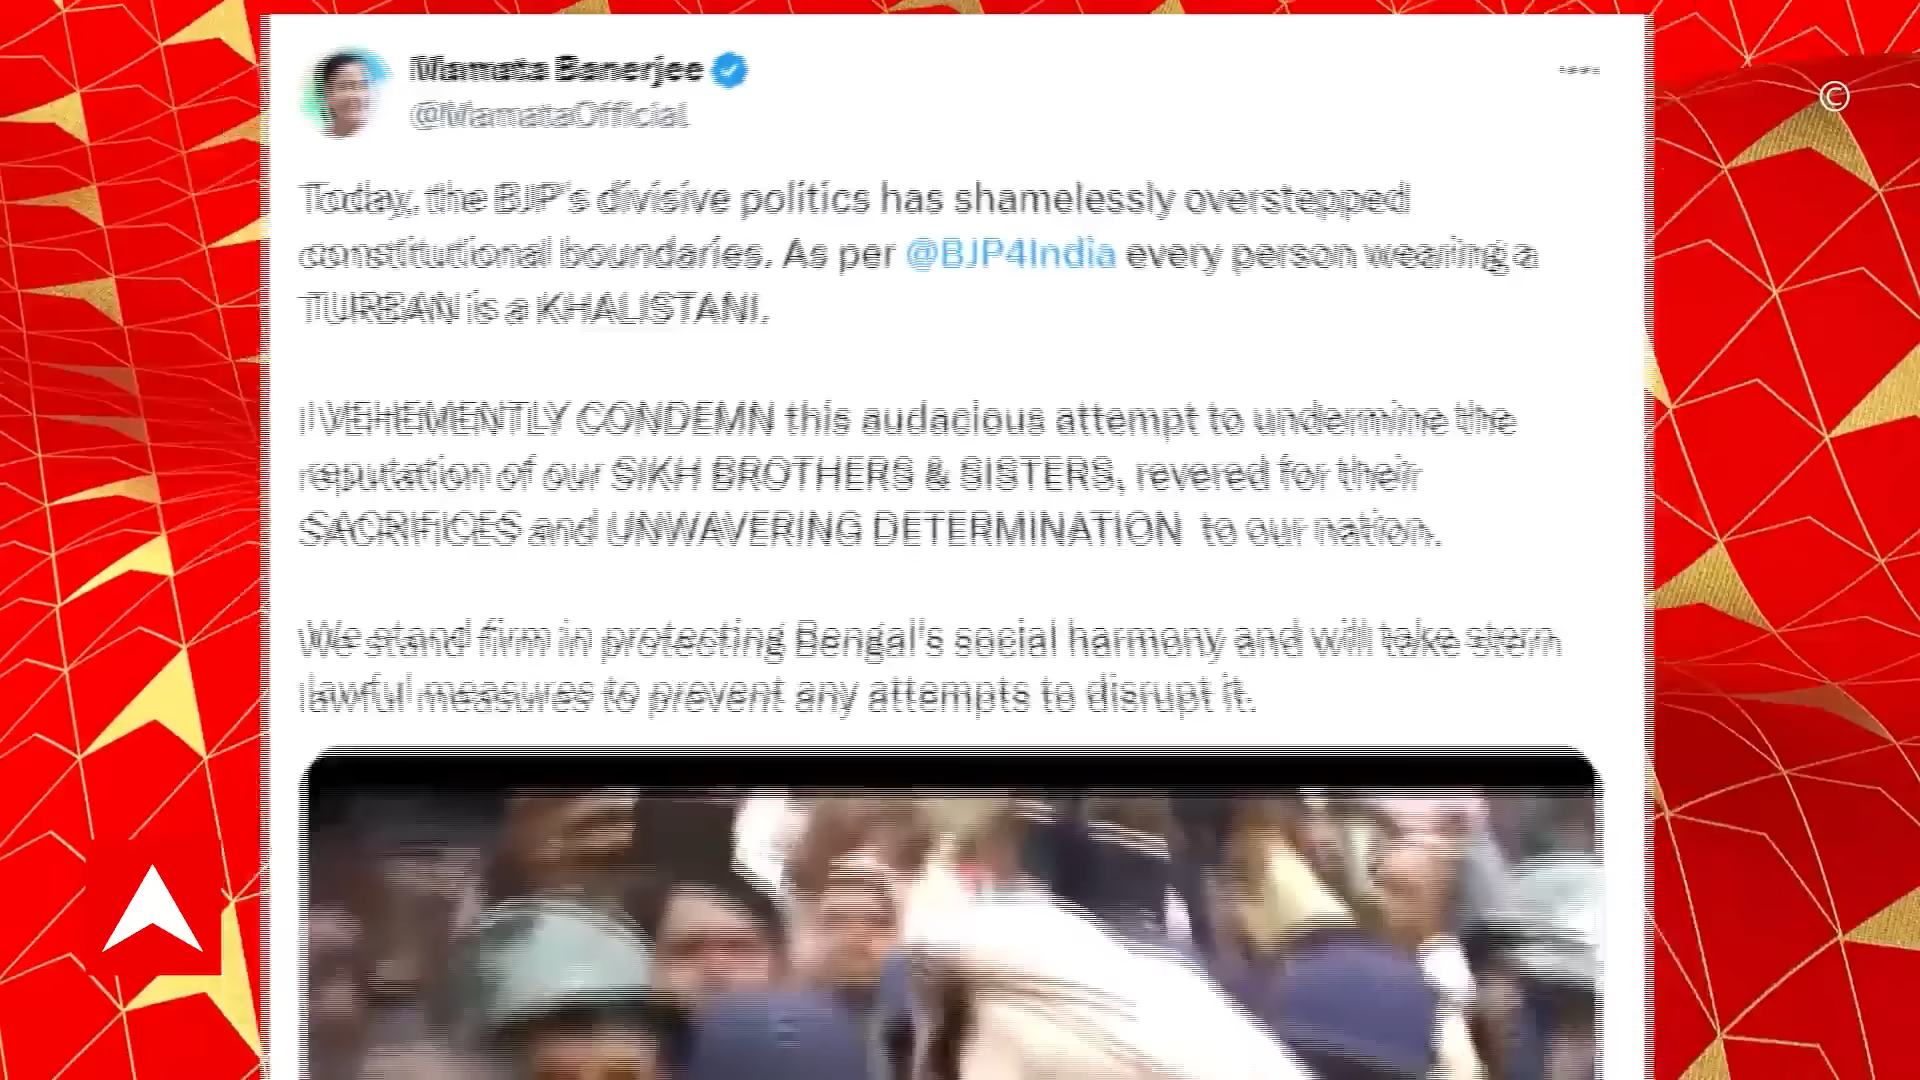 Mamata Banerjee
@MamataOfficial
©
Today, the BJP's divisive politics has shamelessly overstepped
constitutional boundaries. As per @BJP4India every person wearing a
TURBAN is a KHALISTANI.
I VEHEMENTLY CONDEMN this audacious attempt to undermine the
reputation of our SIKH BROTHERS & SISTERS, revered for their
SACRIFICES and UNWAVERING DETERMINATION to our nation.
We stand firm in protecting Bengal's social harmony and will take stern
lawful measures to prevent any attempts to disrupt it.